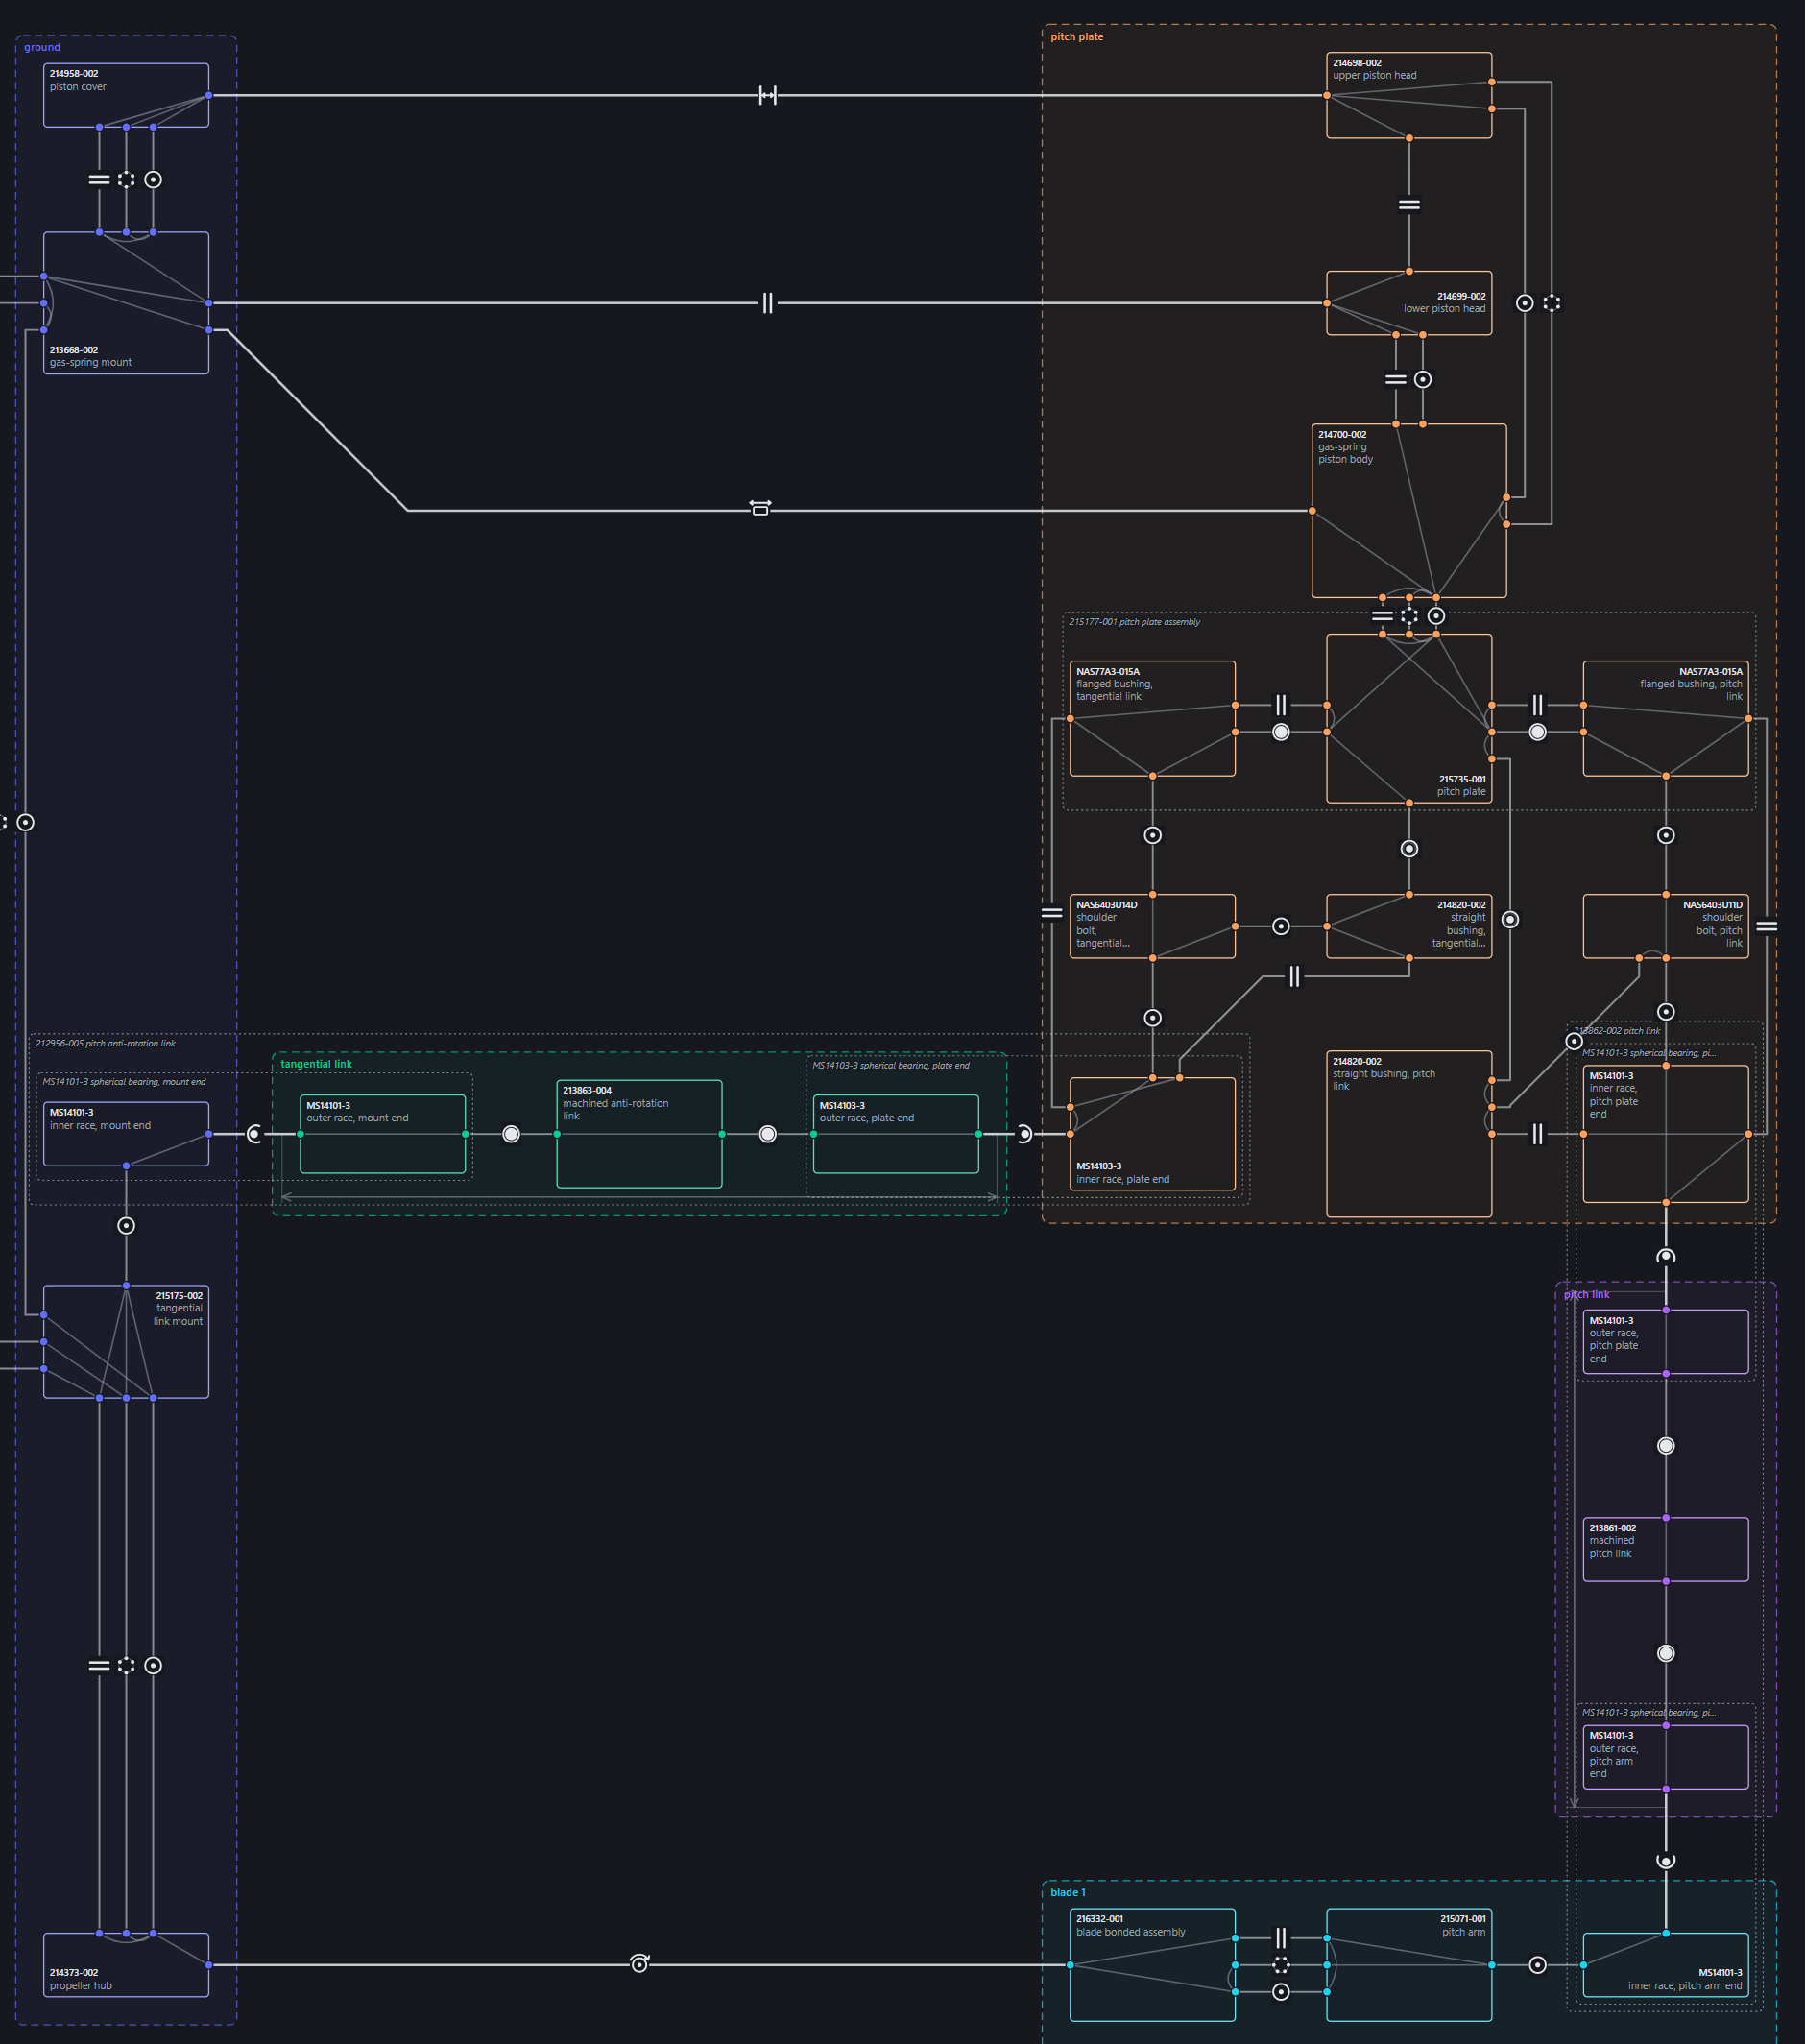 ground
214958-002
piston cover
213668-002
gas-spring mount
pitch plate
214698-002
upper piston head
214699-002
lower piston head
214700-002
gas-spring
piston body
215177-001 pitch plate assembly
NAS77A3-015A
flanged bushing,
tangential link
215735-001
pitch plate
NAS77A3-015A
flanged bushing, pitch
link
NAS6403U14D
shoulder
bolt,
tangential...
214820-002
straight
bushing,
tangential...
NAS6403U11D
shoulder
bolt, pitch
link
212956-005 pitch anti-rotation link
MS14101-3 spherical bearing, mount end
MS14101-3
inner race, mount end
tangential link
MS14101-3
outer race, mount end
213863-004
machined anti-rotation
link
MS14103-3 spherical bearing, plate end
MS14103-3
outer race, plate end
MS14103-3
inner race, plate end
214820-002
straight bushing, pitch
link
213862-002 pitch link
MS14101-3 spherical bearing, pi...
MS14101-3
inner race,
pitch plate
end
215175-002
tangential
link mount
pitch link
MS14101-3
outer race,
pitch plate
end
213861-002
machined
pitch link
MS14101-3 spherical bearing, pi...
MS14101-3
outer race,
pitch arm
end
214373-002
propeller hub
blade 1
216332-001
blade bonded assembly
215071-001
pitch arm
MS14101-3
inner race, pitch arm end